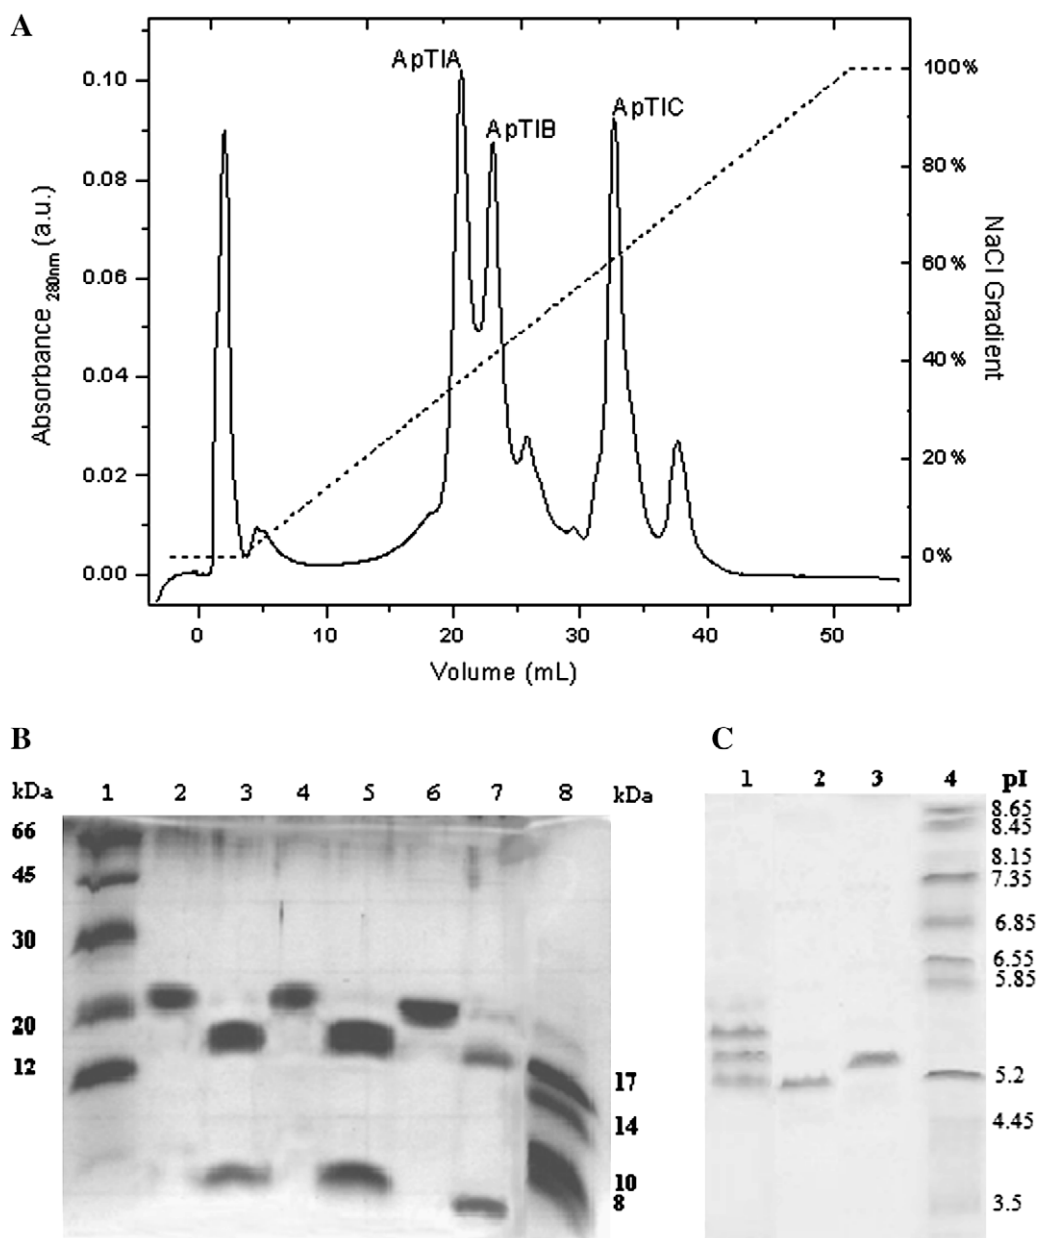 A
ApTIA
ApTIB
ApTIC
0.10
0.08
0.06
0.04
0.02
0.00
Absorbance 280nm (a.u.)
100%
80%
60%
40%
20%
0%
NaCl Gradient
0 10 20 30 40 50
Volume (mL)
B
kDa 1 2 3 4 5 6 7 8 kDa
66
45
30
20
12
17
14
10
8
C
1 2 3 4 pI
8.65
8.45
8.15
7.35
6.85
6.55
5.85
5.2
4.45
3.5